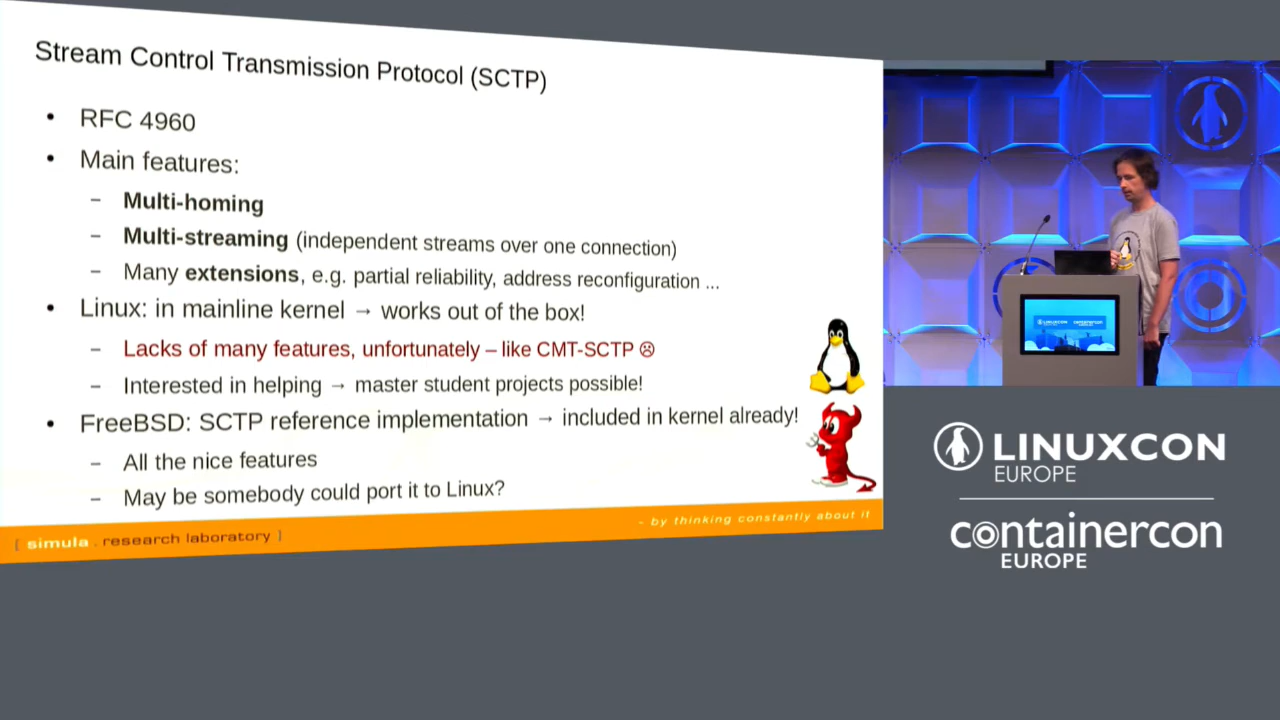 Stream Control Transmission Protocol (SCTP)
• RFC 4960
• Main features:
– Multi-homing
– Multi-streaming (independent streams over one connection)
– Many extensions, e.g. partial reliability, address reconfiguration ...
• Linux: in mainline kernel → works out of the box!
– Lacks of many features, unfortunately – like CMT-SCTP ☹
– Interested in helping → master student projects possible!
• FreeBSD: SCTP reference implementation → included in kernel already!
– All the nice features
– May be somebody could port it to Linux?
[ simula . research laboratory ]
- by thinking constantly about it
LINUXCON
EUROPE
containercon
EUROPE